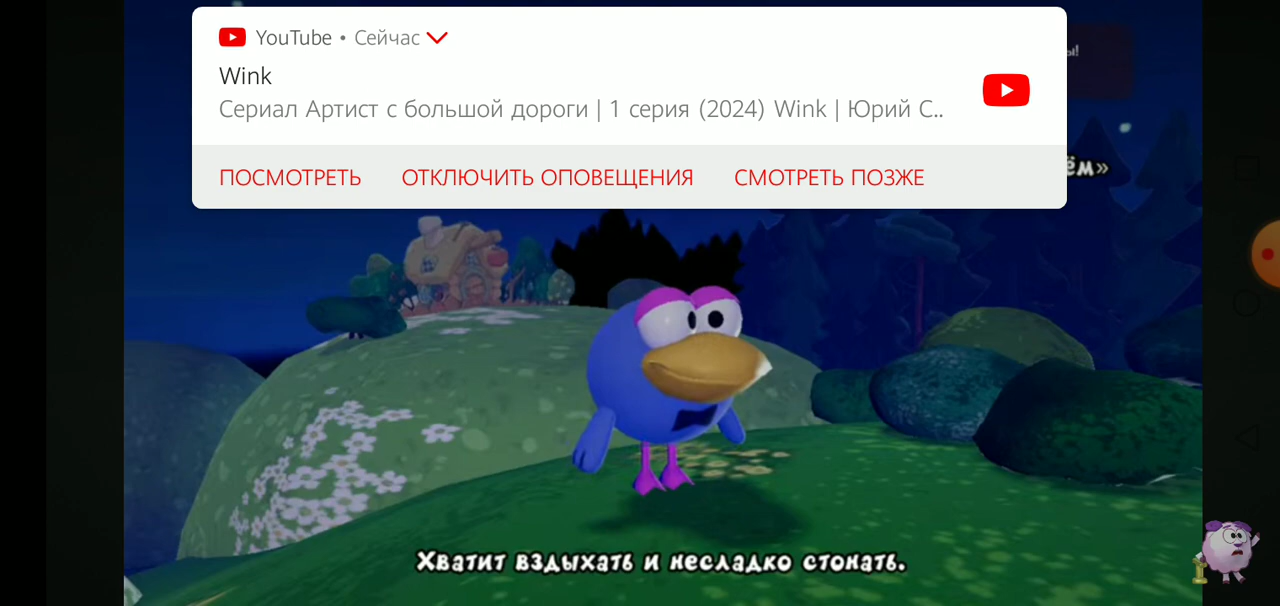 YouTube • Сейчас
Wink
Сериал Артист с большой дороги | 1 серия (2024) Wink | Юрий С..
ПОСМОТРЕТЬ ОТКЛЮЧИТЬ ОПОВЕЩЕНИЯ СМОТРЕТЬ ПОЗЖЕ
Хватит вздыхать и несладко стонать.